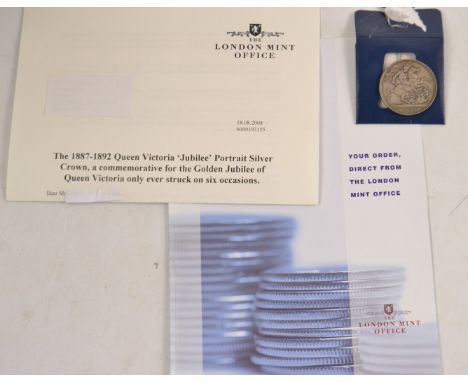 THE
LONDON MINT
OFFICE
18.08.2008
6000193155
The 1887-1892 Queen Victoria 'Jubilee' Portrait Silver
Crown, a commemorative for the Golden Jubilee of
Queen Victoria only ever struck on six occasions.
Dear
YOUR ORDER,
DIRECT FROM
THE LONDON
MINT OFFICE
THE
LONDON MINT
OFFICE